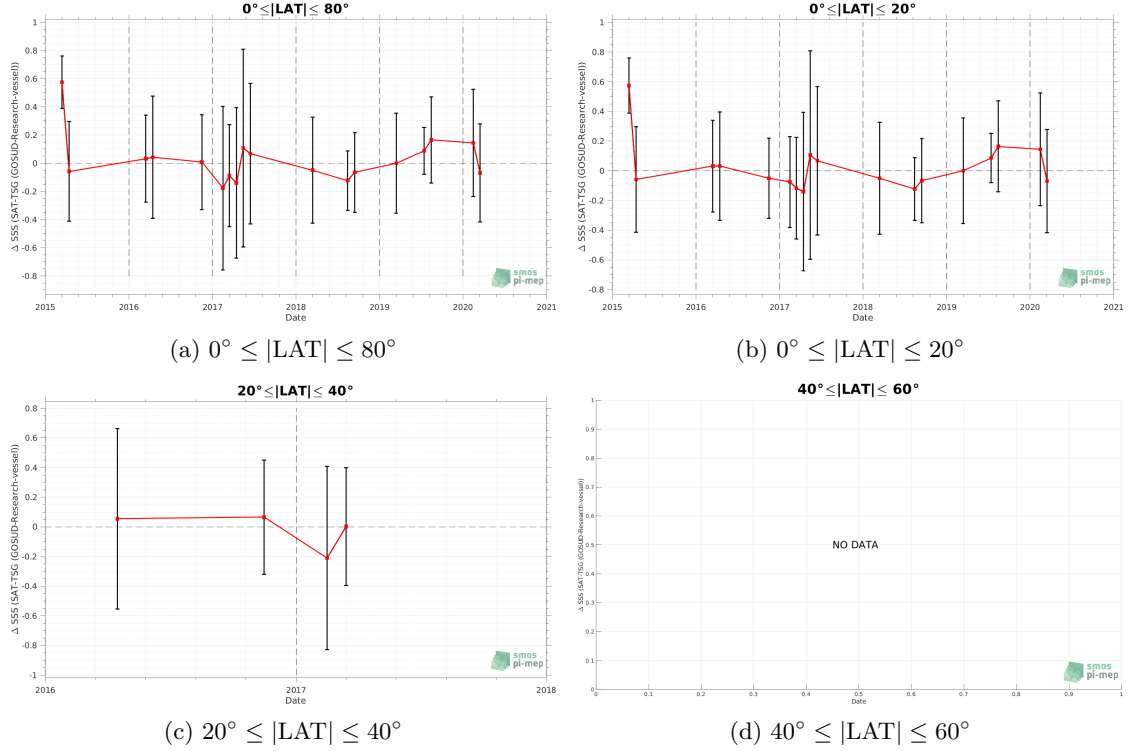 0°≤|LAT|≤ 80°
Δ SSS (SAT-TSG (GOSUD-Research-vessel))
1
0.8
0.6
0.4
0.2
0
-0.2
-0.4
-0.6
-0.8
2015
2016
2017
2018
2019
2020
2021
Date
smos
pi-mep
(a) 0° ≤ |LAT| ≤ 80°
0°≤|LAT|≤ 20°
Δ SSS (SAT-TSG (GOSUD-Research-vessel))
1
0.8
0.6
0.4
0.2
0
-0.2
-0.4
-0.6
-0.8
2015
2016
2017
2018
2019
2020
2021
Date
smos
pi-mep
(b) 0° ≤ |LAT| ≤ 20°
20°≤|LAT|≤ 40°
Δ SSS (SAT-TSG (GOSUD-Research-vessel))
0.8
0.6
0.4
0.2
0
-0.2
-0.4
-0.6
-0.8
-1
2016
2017
2018
Date
smos
pi-mep
(c) 20° ≤ |LAT| ≤ 40°
40°≤|LAT|≤ 60°
Δ SSS (SAT-TSG (GOSUD-Research-vessel))
1
0.9
0.8
0.7
0.6
0.5
0.4
0.3
0.2
0.1
0
NO DATA
0
0.1
0.2
0.3
0.4
0.5
0.6
0.7
0.8
0.9
1
Date
smos
pi-mep
(d) 40° ≤ |LAT| ≤ 60°